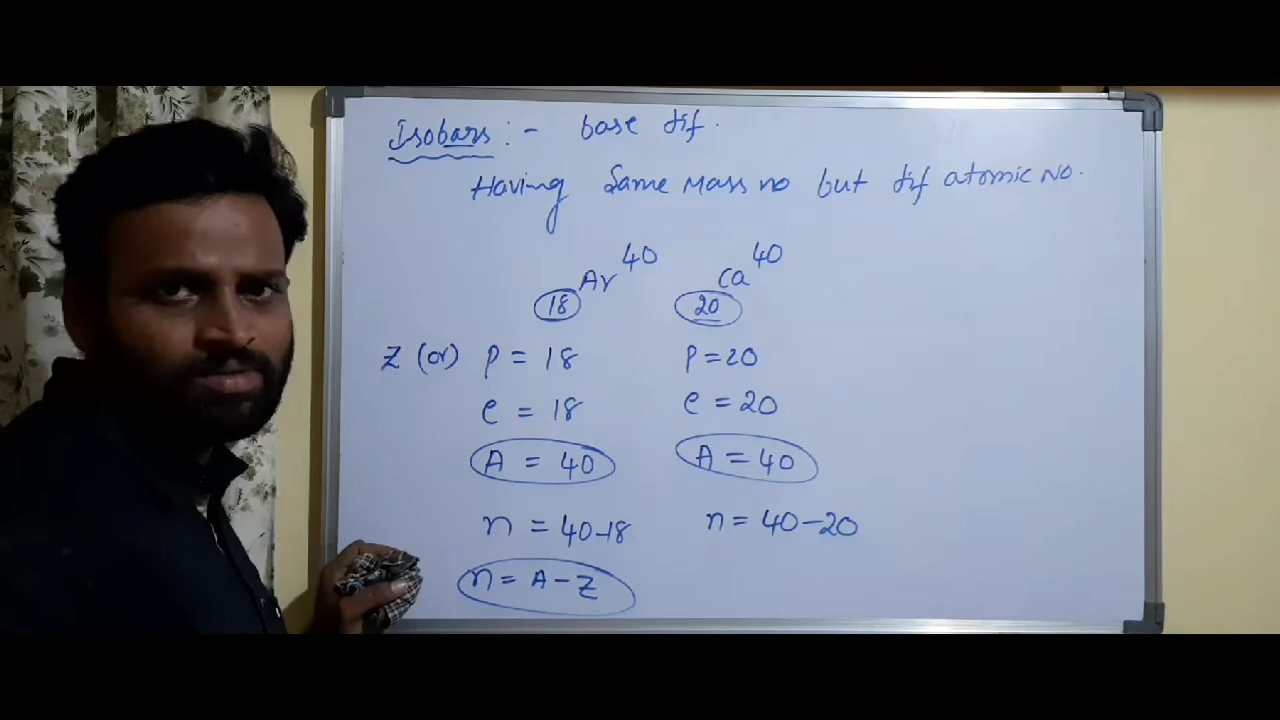 Isobars :- base dif.
Having Same Mass no but dif atomic No.
18 Ar 40 20 Ca 40
Z (or) P = 18 P = 20
e = 18 e = 20
A = 40 A = 40
n = 40-18 n = 40-20
n = A-Z